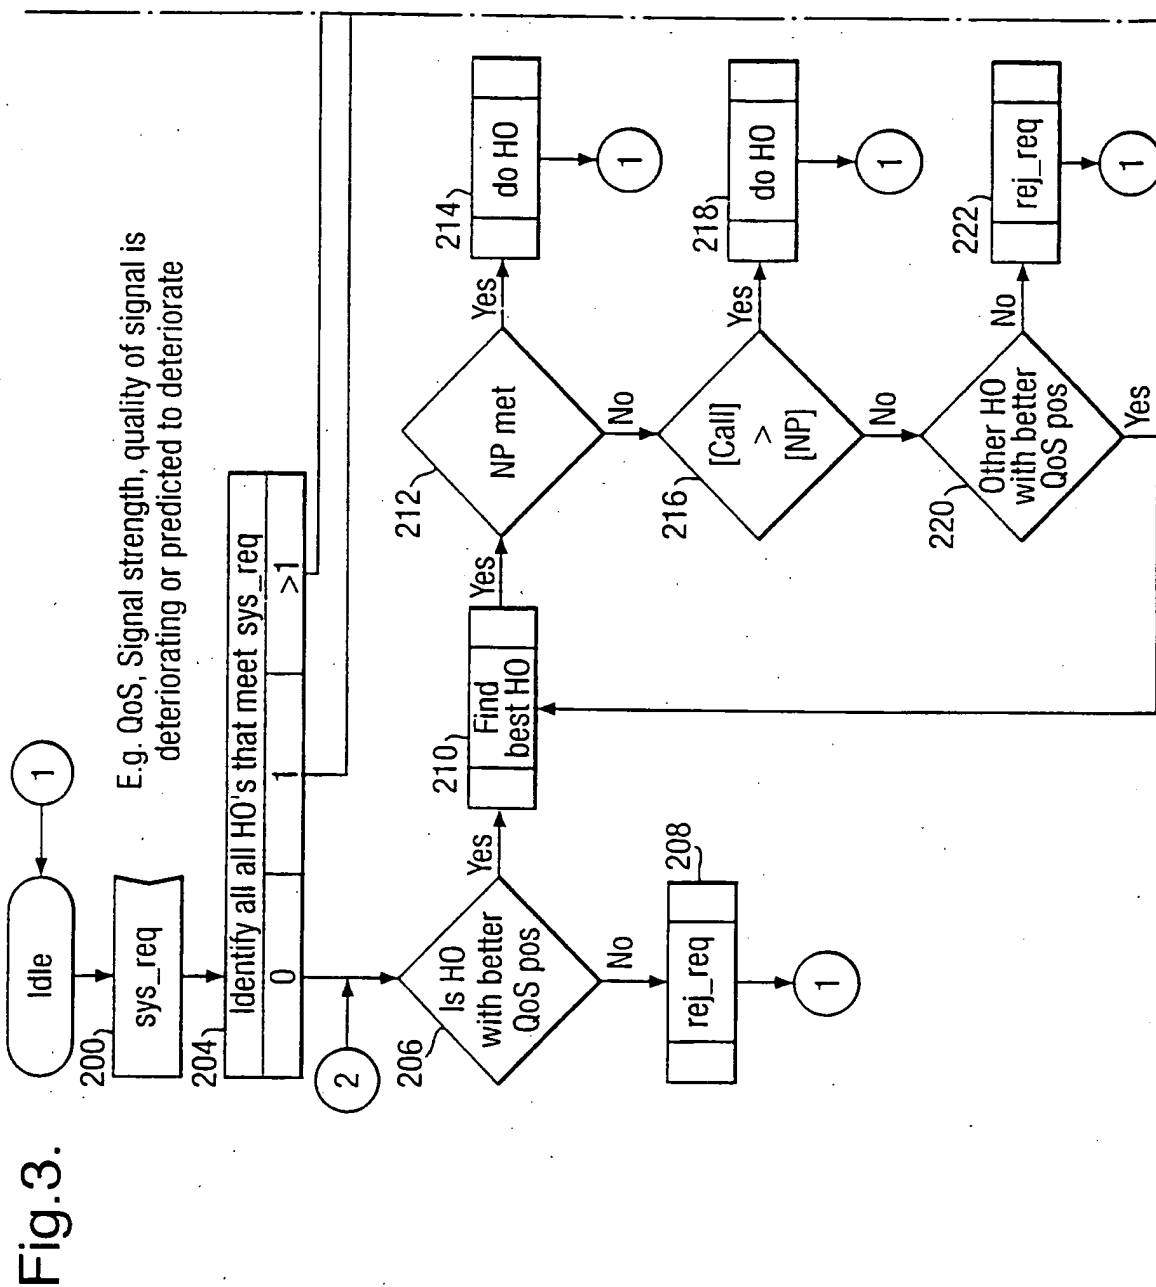 Fig.3.
Idle
1
200
sys_req
E.g. QoS, Signal strength, quality of signal is
deteriorating or predicted to deteriorate
204
Identify all all HO's that meet sys_req
0
1
>1
2
206
Is HO
with better
QoS pos
Yes
No
208
rej_req
1
210
Find
best HO
Yes
212
NP met
Yes
No
214
do HO
1
216
[Call]
>
[NP]
Yes
No
218
do HO
1
220
Other HO
with better
QoS pos
No
Yes
222
rej_req
1